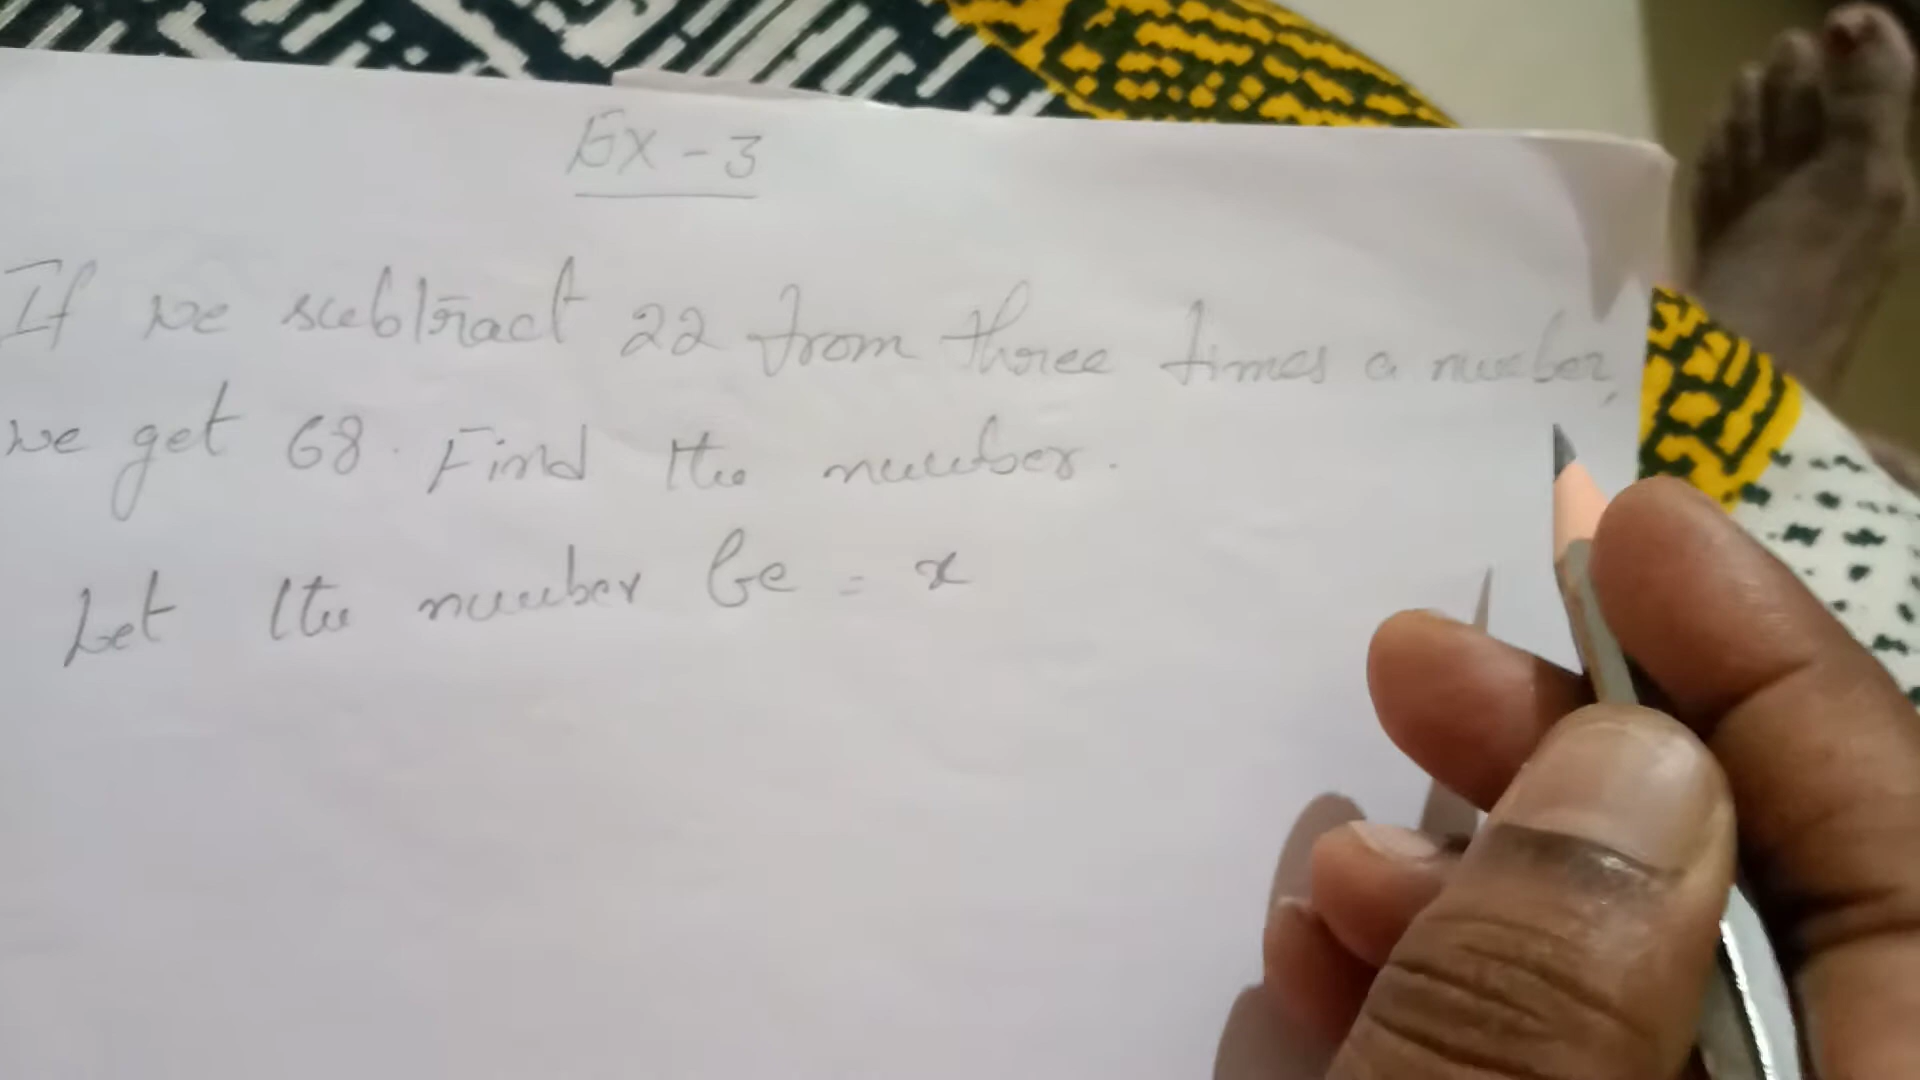 Ex - 3
If we subtract 22 from three times a number,
we get 68. Find the number.
Let the number be = x